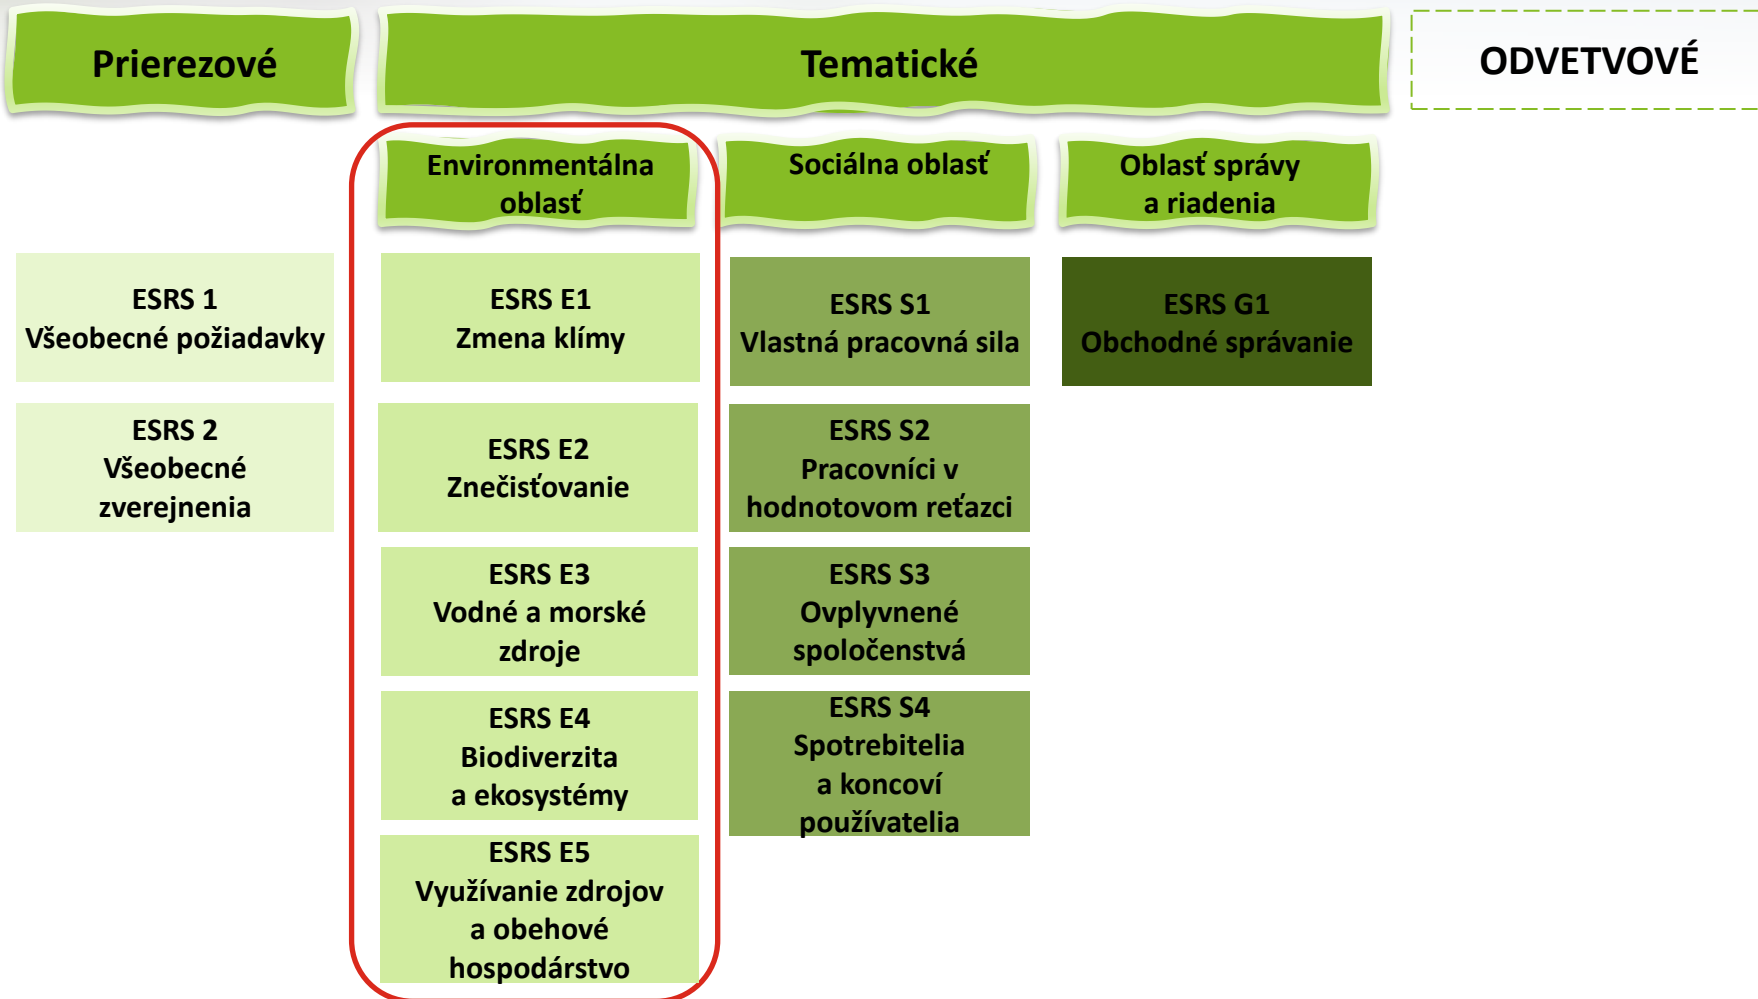 Prierezové
Tematické
ODVETVOVÉ
Environmentálna
oblasť
Sociálna oblasť
Oblasť správy
a riadenia
ESRS 1
Všeobecné požiadavky
ESRS 2
Všeobecné
zverejnenia
ESRS E1
Zmena klímy
ESRS E2
Znečisťovanie
ESRS E3
Vodné a morské
zdroje
ESRS E4
Biodiverzita
a ekosystémy
ESRS E5
Využívanie zdrojov
a obehové
hospodárstvo
ESRS S1
Vlastná pracovná sila
ESRS S2
Pracovníci v
hodnotovom reťazci
ESRS S3
Ovplyvnené
spoločenstvá
ESRS S4
Spotrebitelia
a koncoví
používatelia
ESRS G1
Obchodné správanie